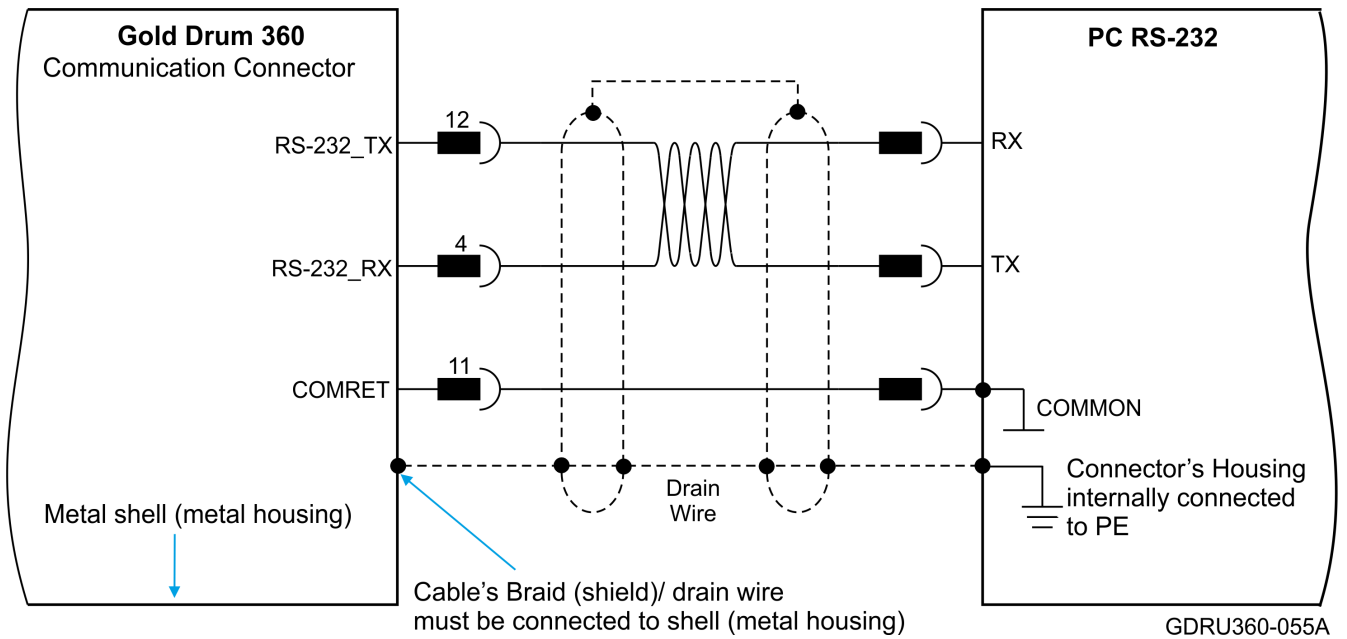 Gold Drum 360
Communication Connector
PC RS-232
12
RS-232_TX
RX
4
RS-232_RX
TX
11
COMRET
COMMON
Drain
Wire
Connector's Housing
internally connected
to PE
Metal shell (metal housing)
Cable's Braid (shield)/ drain wire
must be connected to shell (metal housing)
GDRU360-055A